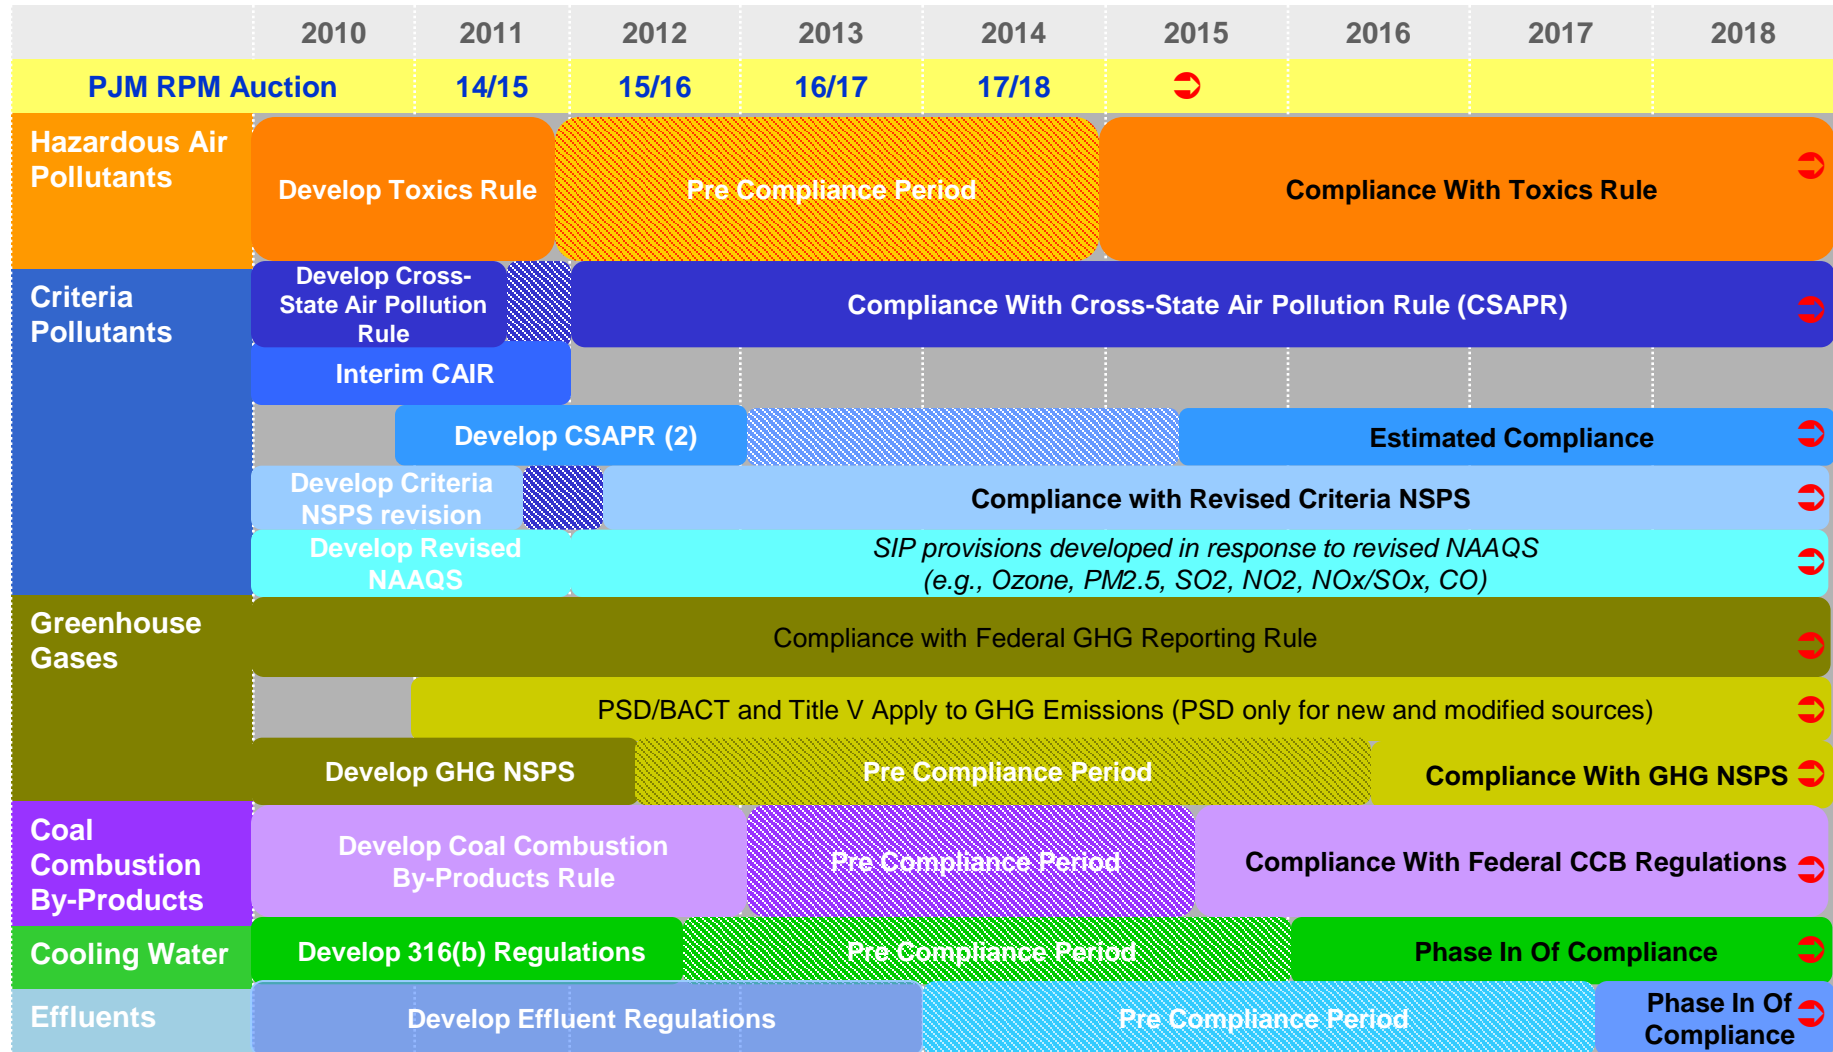 2010 2011 2012 2013 2014 2015 2016 2017 2018
PJM RPM Auction 14/15 15/16 16/17 17/18
Hazardous Air
Pollutants
Develop Toxics Rule
Pre Compliance Period
Compliance With Toxics Rule
Criteria
Pollutants
Develop Cross-
State Air Pollution
Rule
Compliance With Cross-State Air Pollution Rule (CSAPR)
Interim CAIR
Develop CSAPR (2)
Estimated Compliance
Develop Criteria
NSPS revision
Compliance with Revised Criteria NSPS
Develop Revised
NAAQS
SIP provisions developed in response to revised NAAQS
(e.g., Ozone, PM2.5, SO2, NO2, NOx/SOx, CO)
Greenhouse
Gases
Compliance with Federal GHG Reporting Rule
PSD/BACT and Title V Apply to GHG Emissions (PSD only for new and modified sources)
Develop GHG NSPS
Pre Compliance Period
Compliance With GHG NSPS
Coal
Combustion
By-Products
Develop Coal Combustion
By-Products Rule
Pre Compliance Period
Compliance With Federal CCB Regulations
Cooling Water
Develop 316(b) Regulations
Pre Compliance Period
Phase In Of Compliance
Effluents
Develop Effluent Regulations
Pre Compliance Period
Phase In Of
Compliance